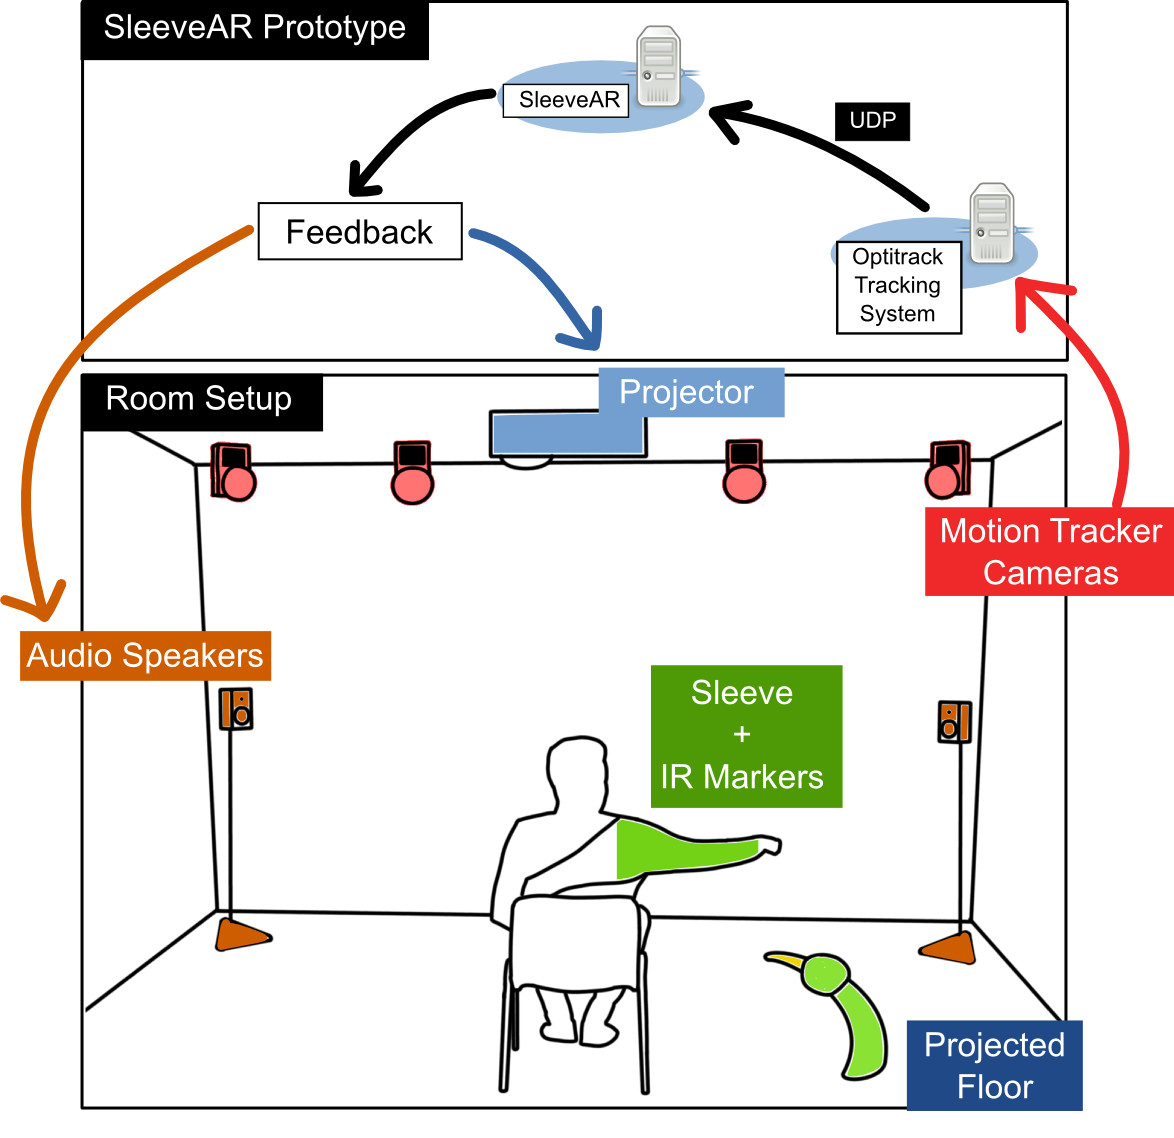 SleeveAR Prototype
SleeveAR
UDP
Feedback
Optitrack
Tracking
System
Room Setup
Projector
Motion Tracker
Cameras
Audio Speakers
Sleeve
+
IR Markers
Projected
Floor